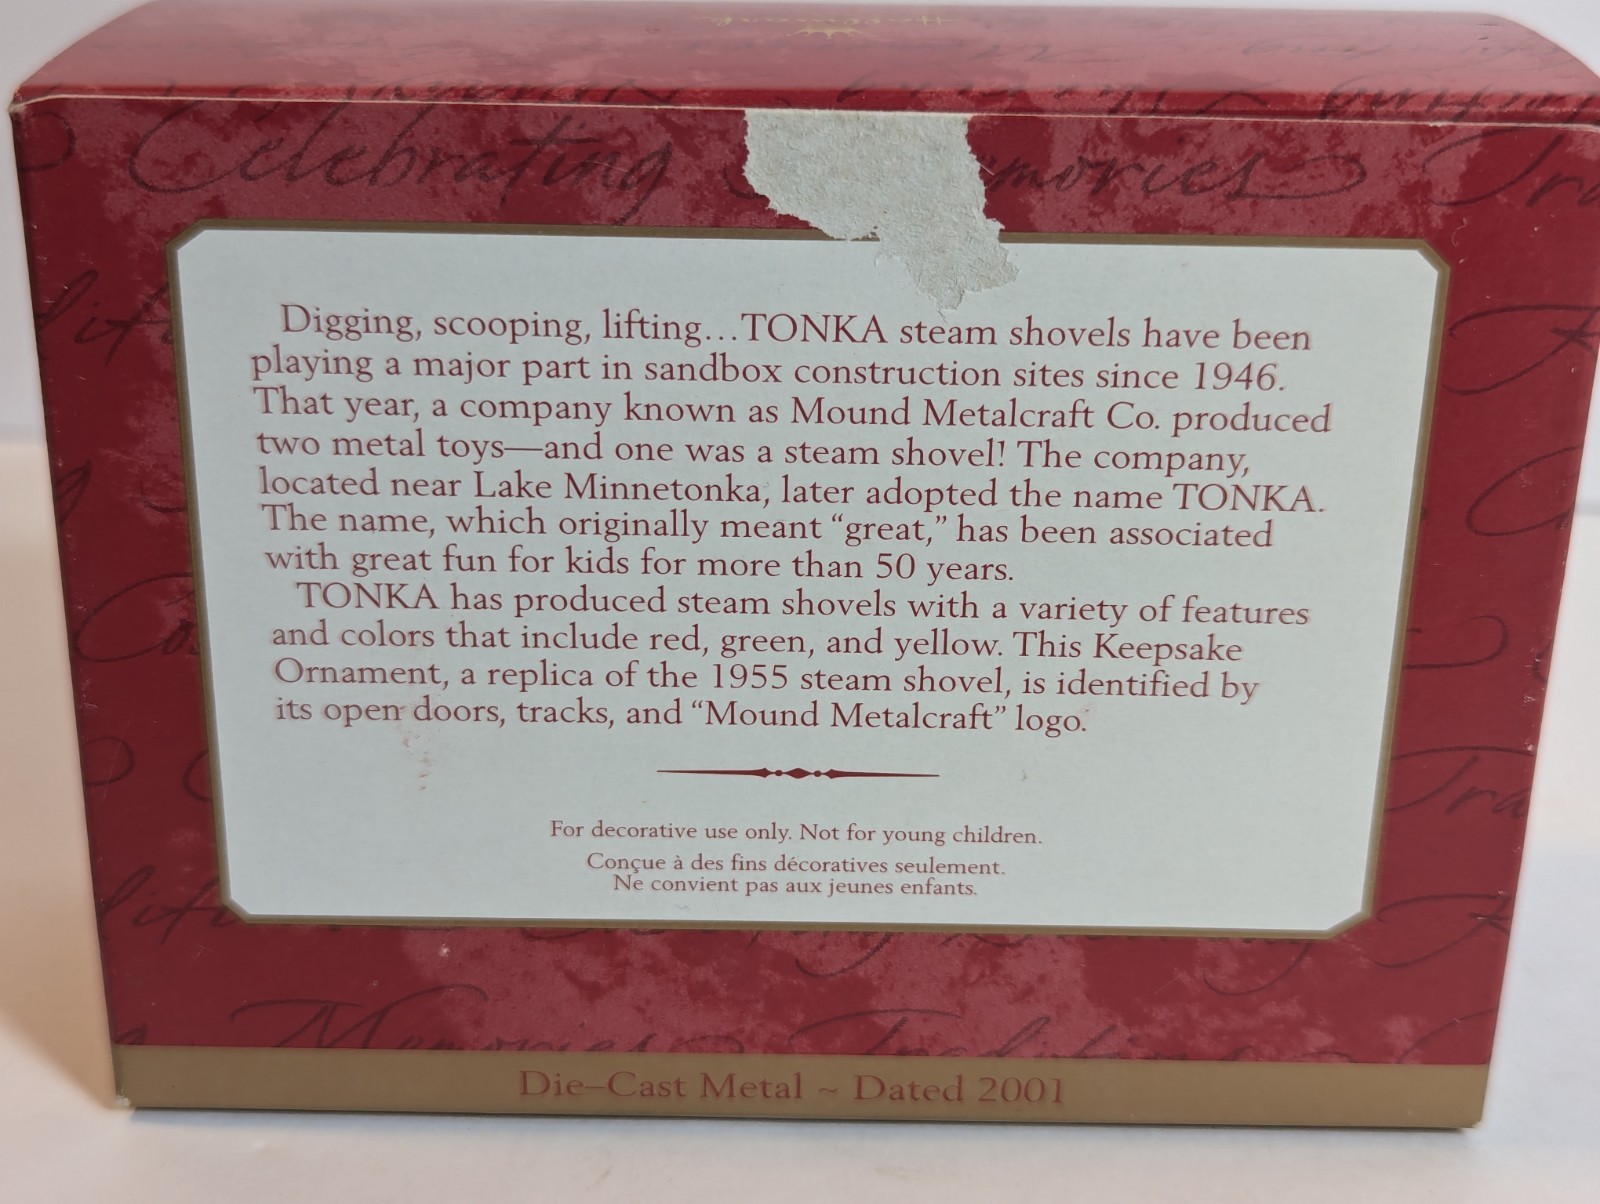 Hallmark
Celebrating
Digging, scooping, lifting…TONKA steam shovels have been
playing a major part in sandbox construction sites since 1946.
That year, a company known as Mound Metalcraft Co. produced
two metal toys—and one was a steam shovel! The company,
located near Lake Minnetonka, later adopted the name TONKA.
The name, which originally meant “great,” has been associated
with great fun for kids for more than 50 years.
TONKA has produced steam shovels with a variety of features
and colors that include red, green, and yellow. This Keepsake
Ornament, a replica of the 1955 steam shovel, is identified by
its open doors, tracks, and “Mound Metalcraft” logo.
For decorative use only. Not for young children.
Conçue à des fins décoratives seulement.
Ne convient pas aux jeunes enfants.
Memories Traditions
Die–Cast Metal ~ Dated 2001